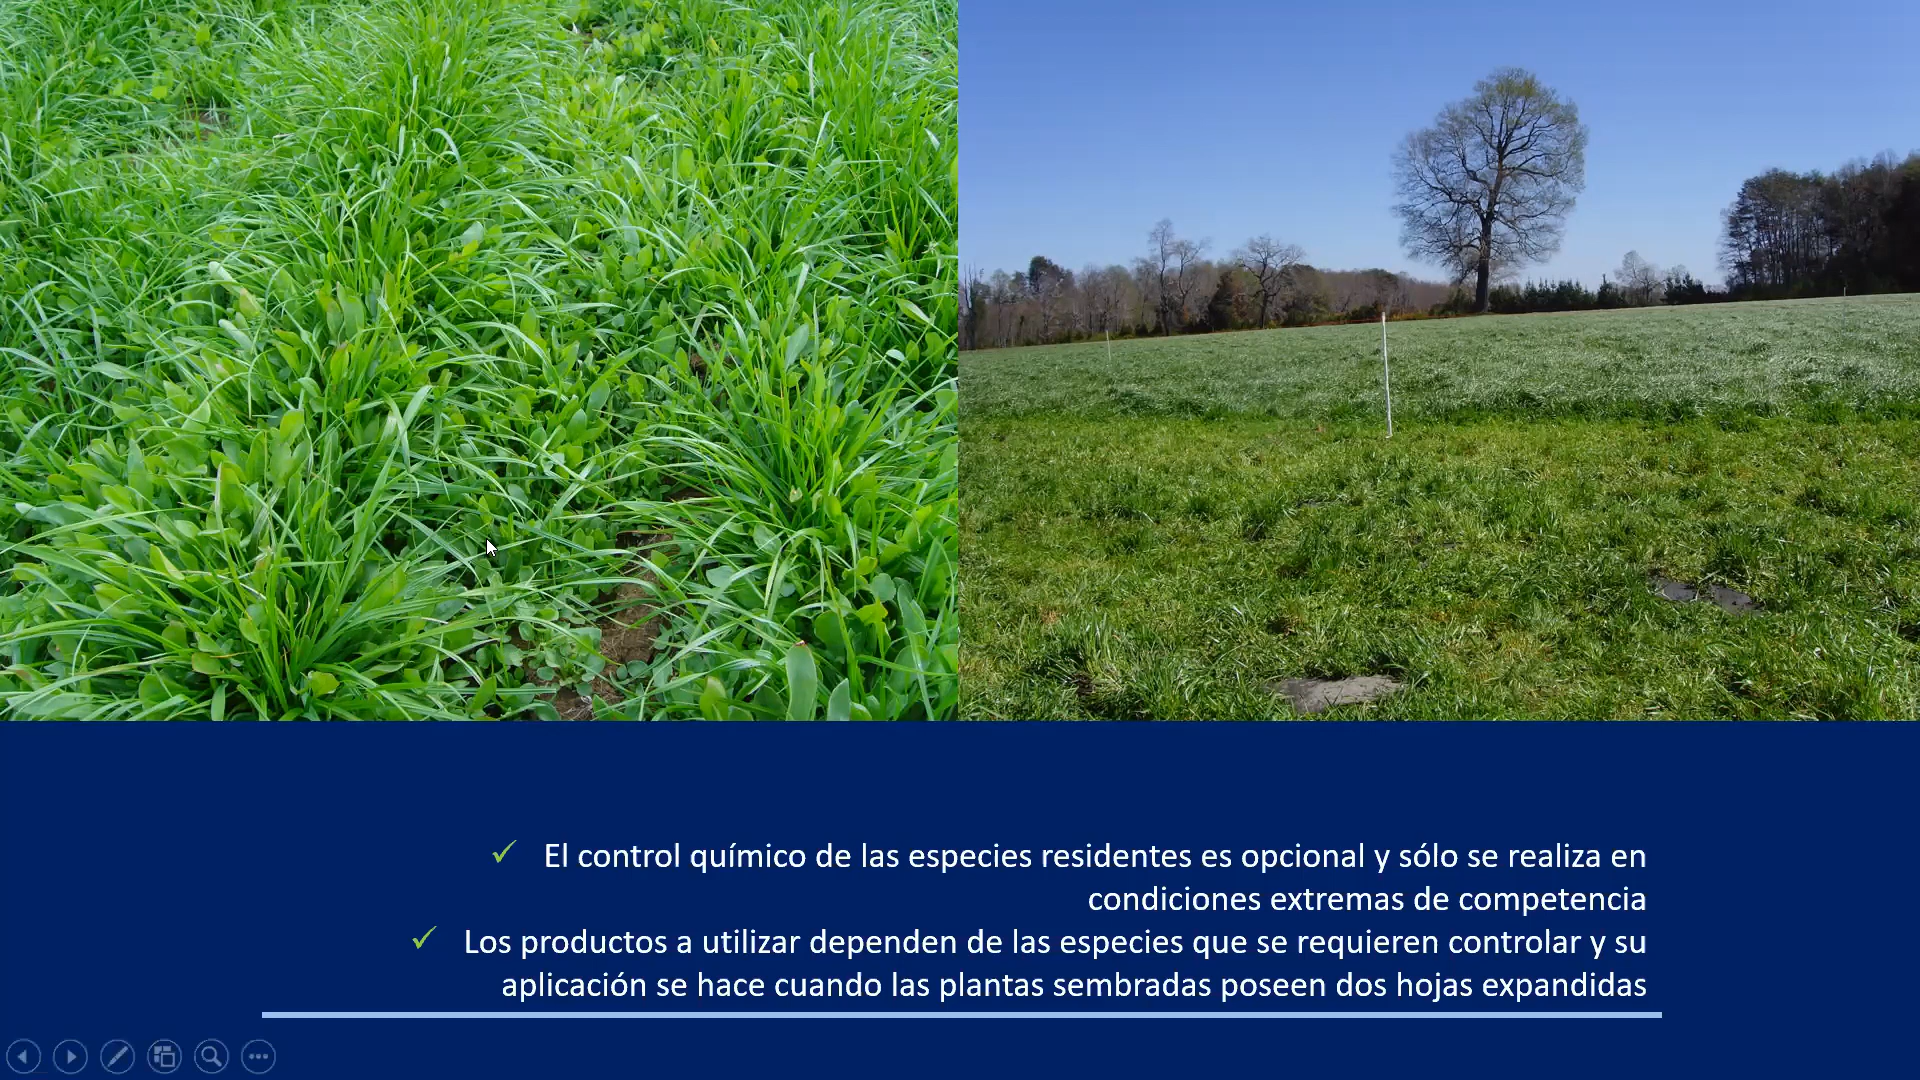 ✓ El control químico de las especies residentes es opcional y sólo se realiza en
condiciones extremas de competencia
✓ Los productos a utilizar dependen de las especies que se requieren controlar y su
aplicación se hace cuando las plantas sembradas poseen dos hojas expandidas